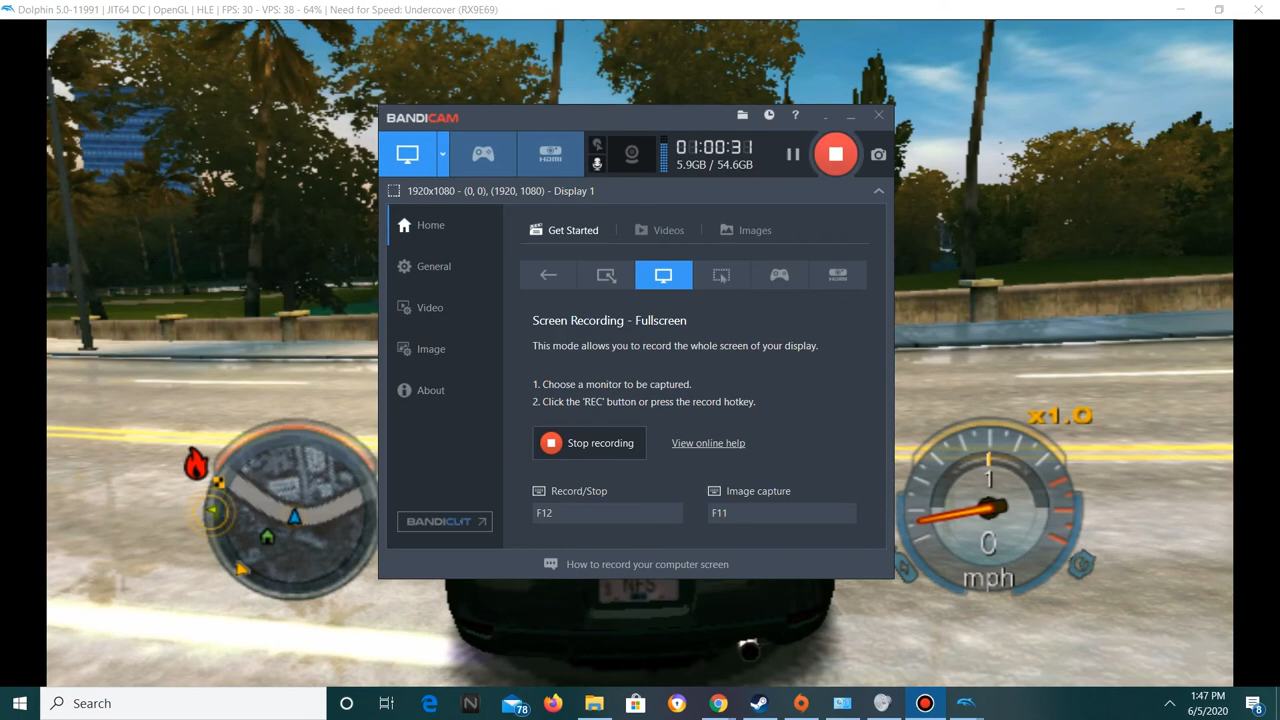 Dolphin 5.0-11991 | JIT64 DC | OpenGL | HLE | FPS: 30 - VPS: 38 - 64% | Need for Speed: Undercover (RX9E69)
BANDICAM
HDMI
01:00:31
5.9GB / 54.6GB
1920x1080 - (0, 0), (1920, 1080) - Display 1
Home
General
Video
Image
About
BANDICUT
Get Started
Videos
Images
HDMI
Screen Recording - Fullscreen
This mode allows you to record the whole screen of your display.
1. Choose a monitor to be captured.
2. Click the 'REC' button or press the record hotkey.
Stop recording
View online help
Record/Stop
Image capture
F12
F11
How to record your computer screen
x1.0
1
0
mph
NFS
Search
78
1:47 PM
6/5/2020
8